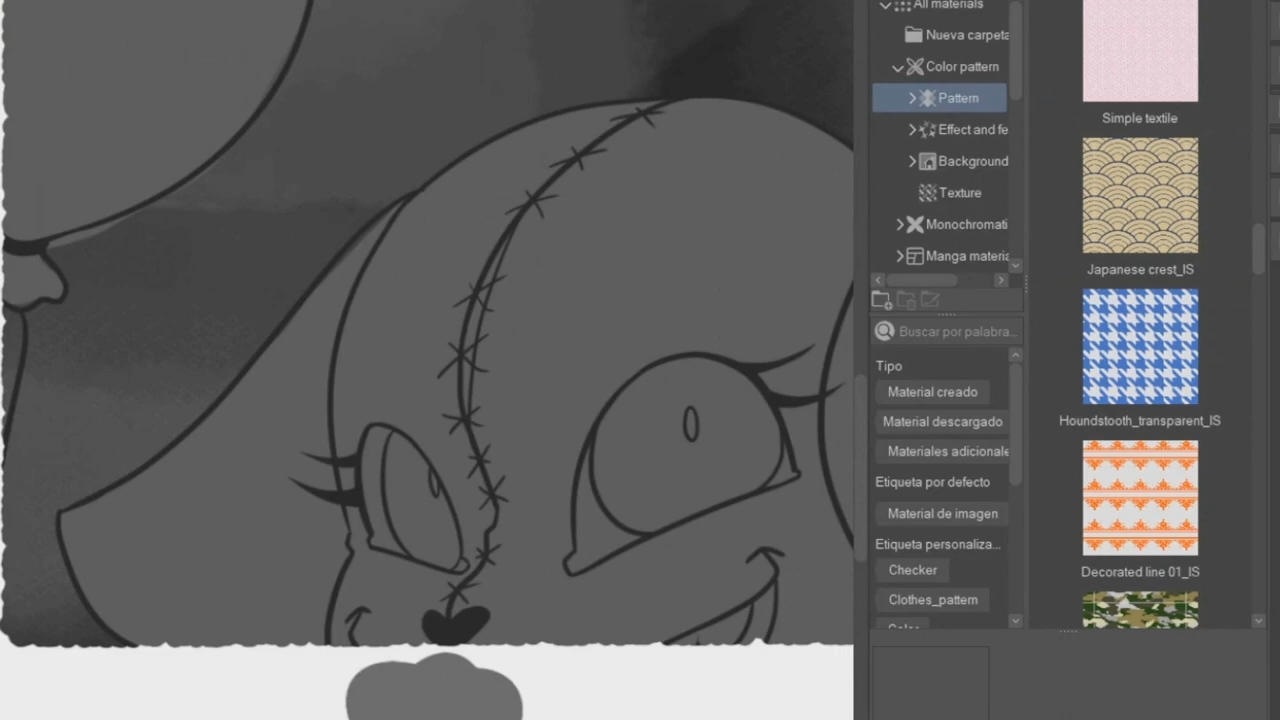 All materials
Nueva carpeta
Color pattern
Pattern
Effect and fe
Background
Texture
Monochromati
Manga materia
Buscar por palabra...
Tipo
Material creado
Material descargado
Materiales adicionale
Etiqueta por defecto
Material de imagen
Etiqueta personaliza...
Checker
Clothes_pattern
Color
Simple textile
Japanese crest_IS
Houndstooth_transparent_IS
Decorated line 01_IS